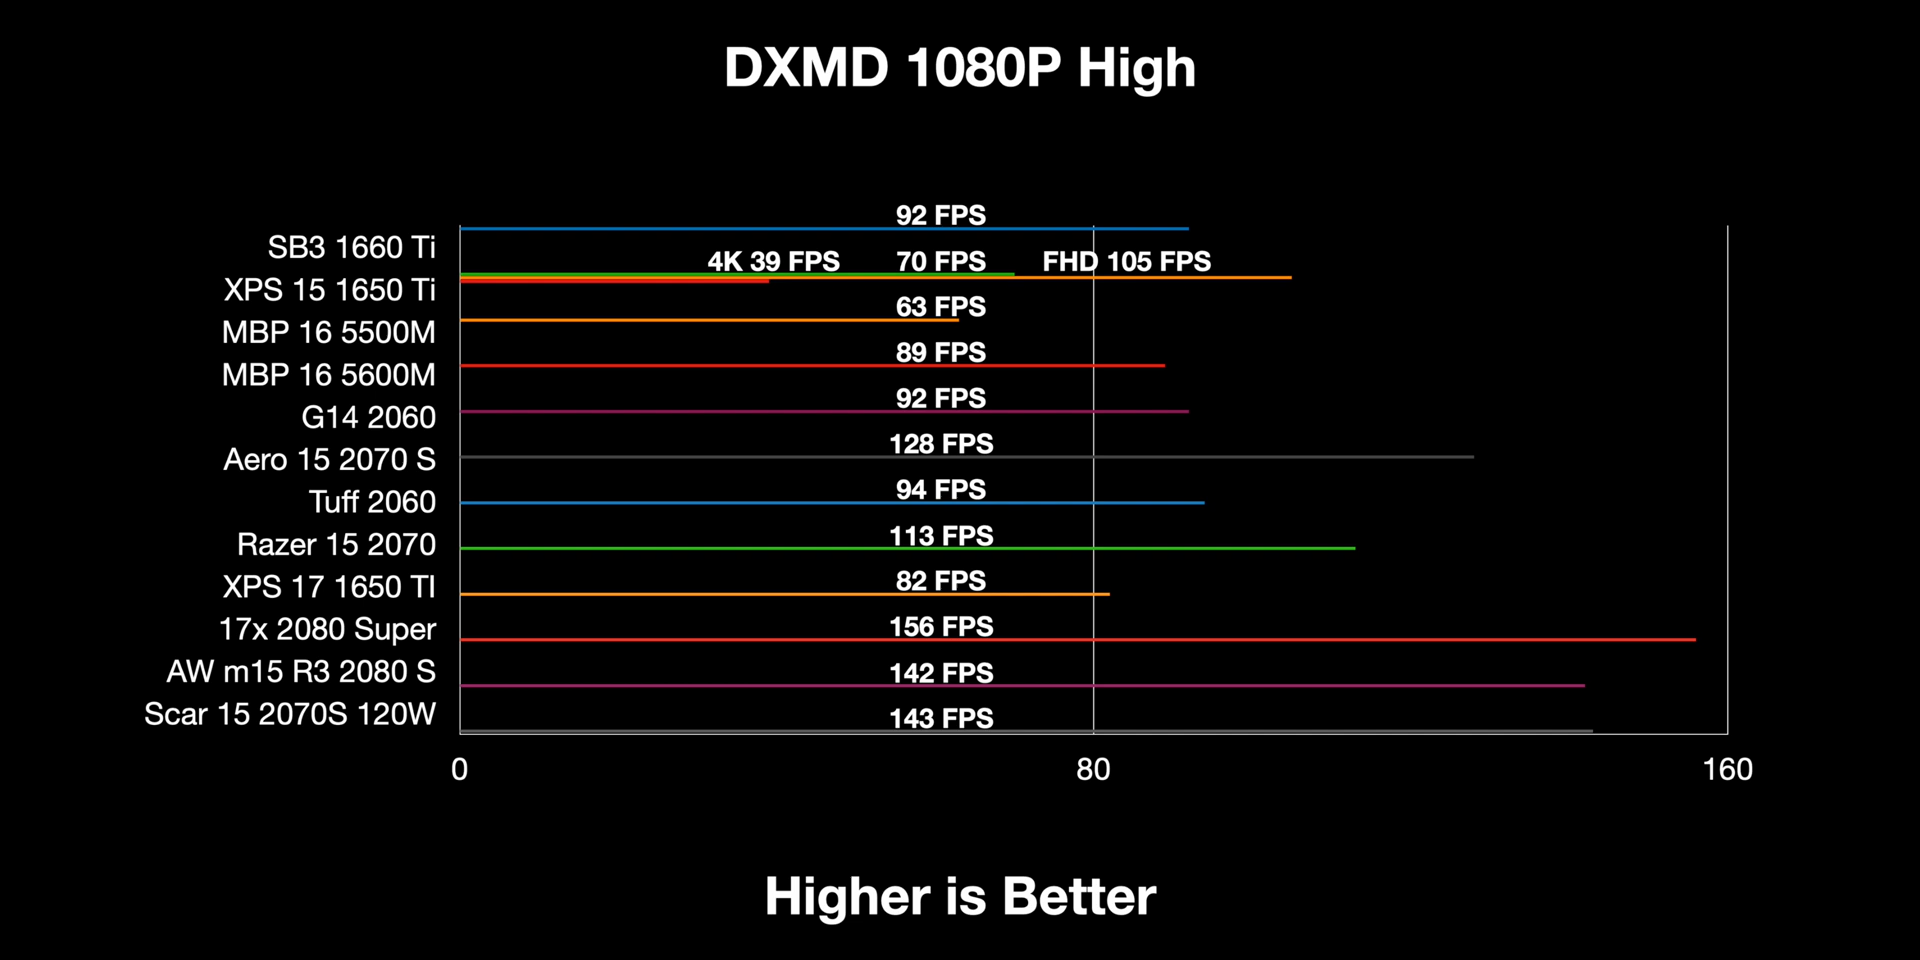 DXMD 1080P High
92 FPS
SB3 1660 Ti
4K 39 FPS 70 FPS FHD 105 FPS
XPS 15 1650 Ti
63 FPS
MBP 16 5500M
89 FPS
MBP 16 5600M
92 FPS
G14 2060
128 FPS
Aero 15 2070 S
94 FPS
Tuff 2060
113 FPS
Razer 15 2070
82 FPS
XPS 17 1650 TI
156 FPS
17x 2080 Super
142 FPS
AW m15 R3 2080 S
143 FPS
Scar 15 2070S 120W
0 80 160
Higher is Better